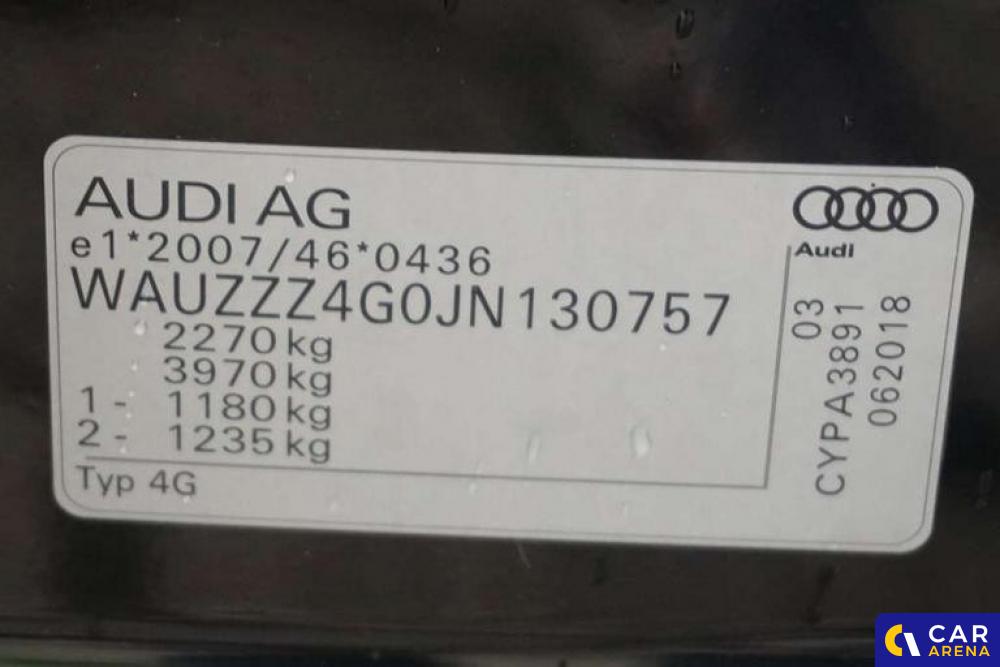 AUDI AG
e1*2007/46*0436
WAUZZZ4G0JN130757
2270 kg
3970 kg
1 - 1180 kg
2 - 1235 kg
Typ 4G
Audi
03
CYPA3891
062018
CAR
ARENA